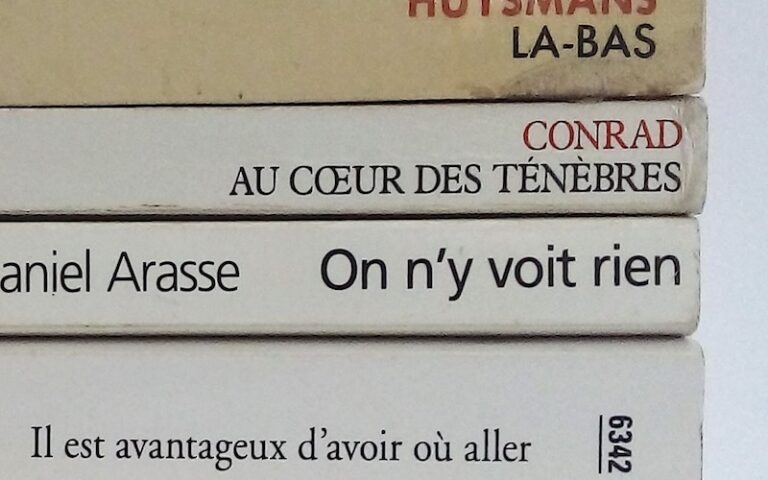 HUYSMANS
LA-BAS
CONRAD
AU CŒUR DES TÉNÈBRES
aniel Arasse On n'y voit rien
Il est avantageux d'avoir où aller
6342